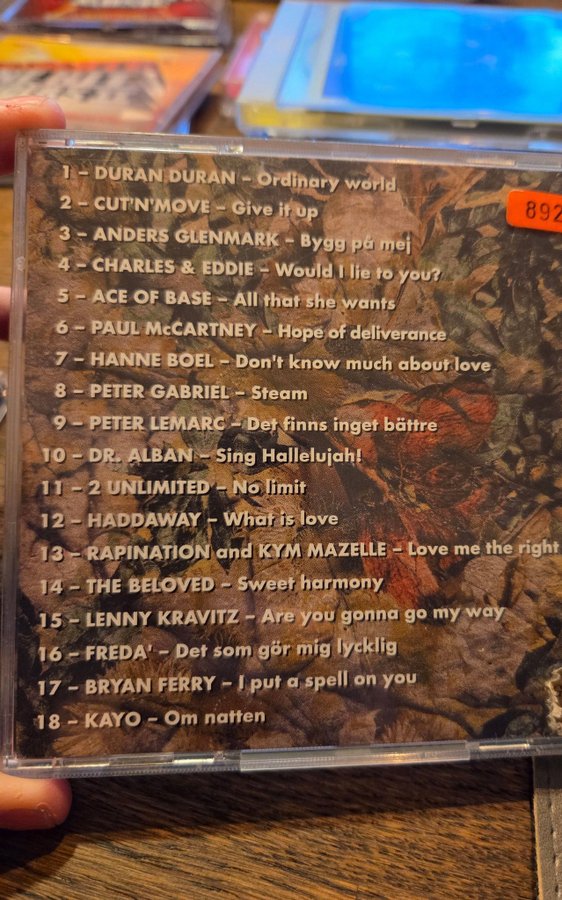 1 – DURAN DURAN – Ordinary world
2 – CUT'N'MOVE – Give it up
3 – ANDERS GLENMARK – Bygg på mej
4 – CHARLES & EDDIE – Would I lie to you?
5 – ACE OF BASE – All that she wants
6 – PAUL McCARTNEY – Hope of deliverance
7 – HANNE BOEL – Don't know much about love
8 – PETER GABRIEL – Steam
9 – PETER LEMARC – Det finns inget bättre
10 – DR. ALBAN – Sing Hallelujah!
11 – 2 UNLIMITED – No limit
12 – HADDAWAY – What is love
13 – RAPINATION and KYM MAZELLE – Love me the right
14 – THE BELOVED – Sweet harmony
15 – LENNY KRAVITZ – Are you gonna go my way
16 – FREDA' – Det som gör mig lycklig
17 – BRYAN FERRY – I put a spell on you
18 – KAYO – Om natten
892